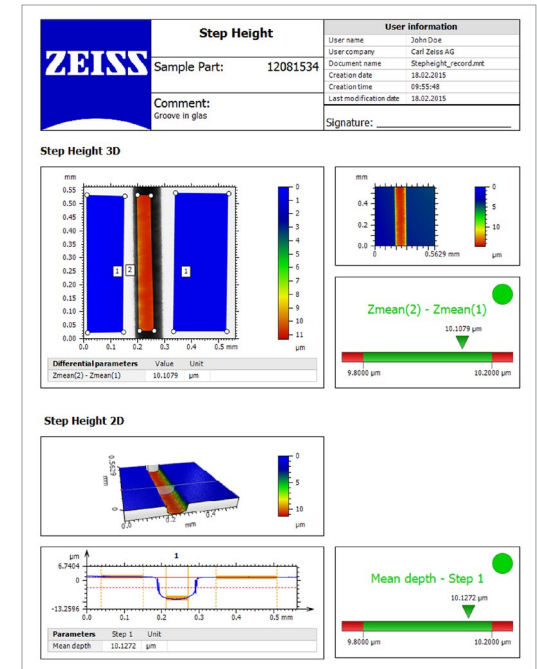 ZEISS
Step Height
Sample Part: 12081534
Comment:
Groove in glas
User information
User name John Doe
User company Carl Zeiss AG
Document name Stepheight_record.mnt
Creation date 18.02.2015
Creation time 09:55:48
Last modification date 18.02.2015
Signature:
Step Height 3D
mm
0.55
0.50
0.45
0.40
0.35
0.30
0.25
0.20
0.15
0.10
0.05
0.00
1 2 1
0.0 0.1 0.2 0.3 0.4 0.5 mm
0
1
2
3
4
5
6
7
8
9
10
11
µm
Differential parameters Value Unit
Zmean(2) - Zmean(1) 10.1079 µm
mm
0.4
0.2
0.0
0 0.5629 mm
0
5
10
µm
Zmean(2) - Zmean(1)
10.1079 µm
9.8000 µm 10.2000 µm
Step Height 2D
0.5629
mm
0
0.0 0.2 mm 0.4
0
5
10
µm
µm 1
6.7404
0
-13.2596
0.0 0.1 0.2 0.3 0.4 0.5 mm
Parameters Step 1 Unit
Mean depth 10.1272 µm
Mean depth - Step 1
10.1272 µm
9.8000 µm 10.2000 µm